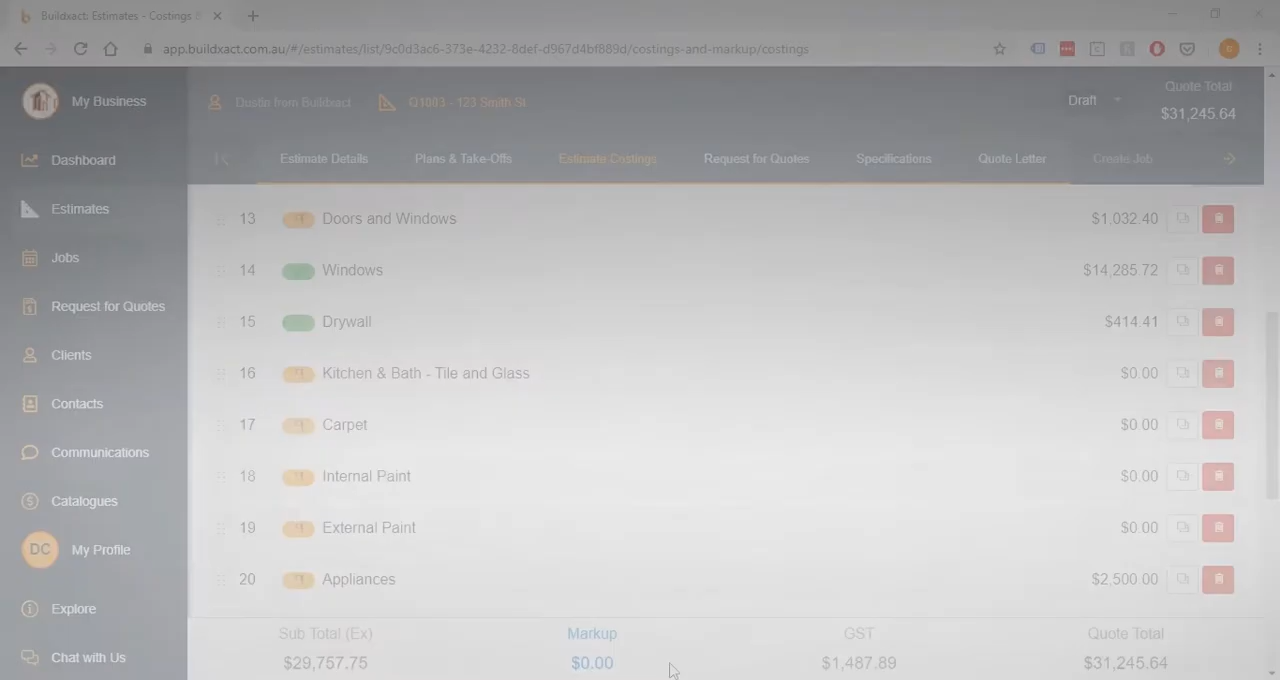 Buildxact: Estimates - Costings
app.buildxact.com.au/#/estimates/list/9c0d3ac6-373e-4232-8def-d967d4bf889d/costings-and-markup/costings
My Business
Dustin from Buildxact
Q1003 - 123 Smith St
Draft
Quote Total
$31,245.64
Estimate Details
Plans & Take-Offs
Estimate Costings
Request for Quotes
Specifications
Quote Letter
Create Job
Dashboard
Estimates
Jobs
Request for Quotes
Clients
Contacts
Communications
Catalogues
DC My Profile
Explore
Chat with Us
13 Doors and Windows $1,032.40
14 Windows $14,285.72
15 Drywall $414.41
16 Kitchen & Bath - Tile and Glass $0.00
17 Carpet $0.00
18 Internal Paint $0.00
19 External Paint $0.00
20 Appliances $2,500.00
Sub Total (Ex) Markup GST Quote Total
$29,757.75 $0.00 $1,487.89 $31,245.64